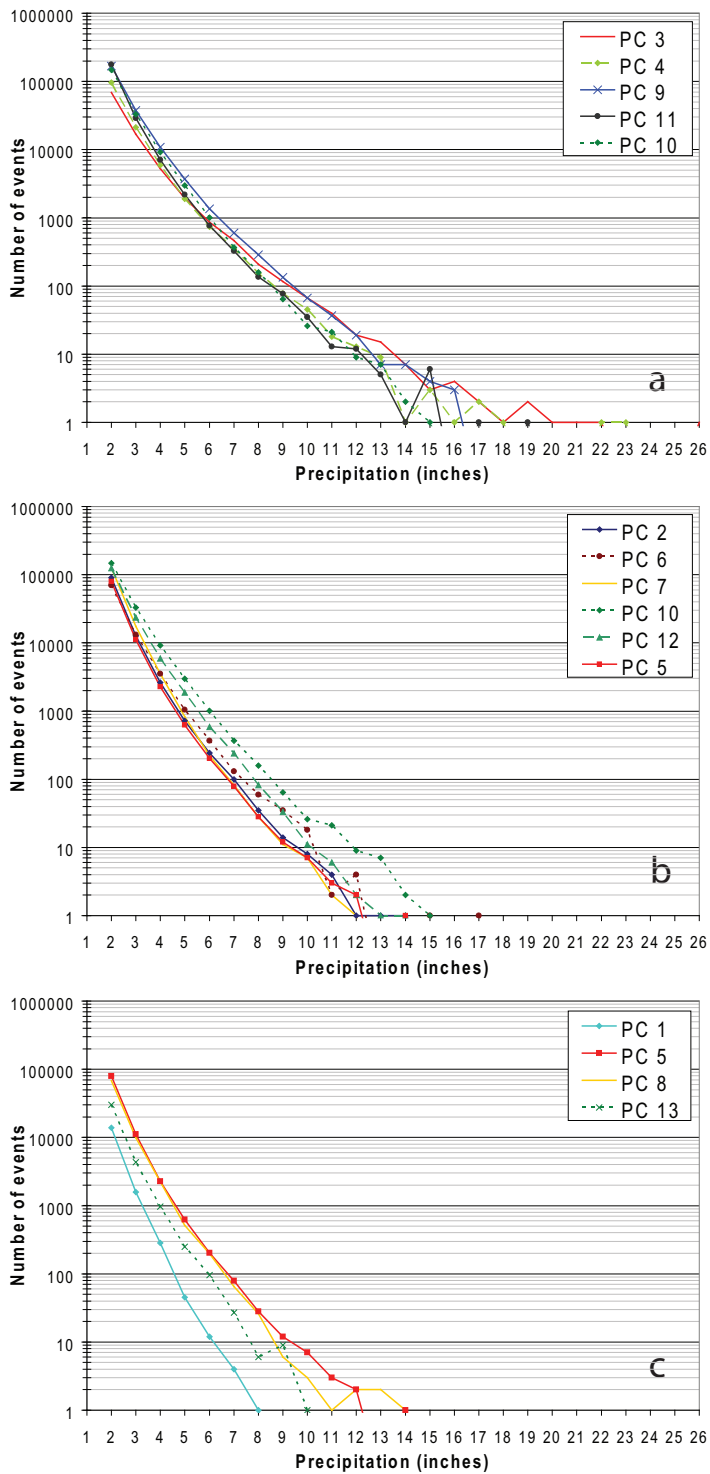 1000000
100000
10000
1000
100
10
1
Number of events
PC 3
PC 4
PC 9
PC 11
PC 10
a
1 2 3 4 5 6 7 8 9 10 11 12 13 14 15 16 17 18 19 20 21 22 23 24 25 26
Precipitation (inches)
1000000
100000
10000
1000
100
10
1
Number of events
PC 2
PC 6
PC 7
PC 10
PC 12
PC 5
b
1 2 3 4 5 6 7 8 9 10 11 12 13 14 15 16 17 18 19 20 21 22 23 24 25 26
Precipitation (inches)
1000000
100000
10000
1000
100
10
1
Number of events
PC 1
PC 5
PC 8
PC 13
c
1 2 3 4 5 6 7 8 9 10 11 12 13 14 15 16 17 18 19 20 21 22 23 24 25 26
Precipitation (inches)